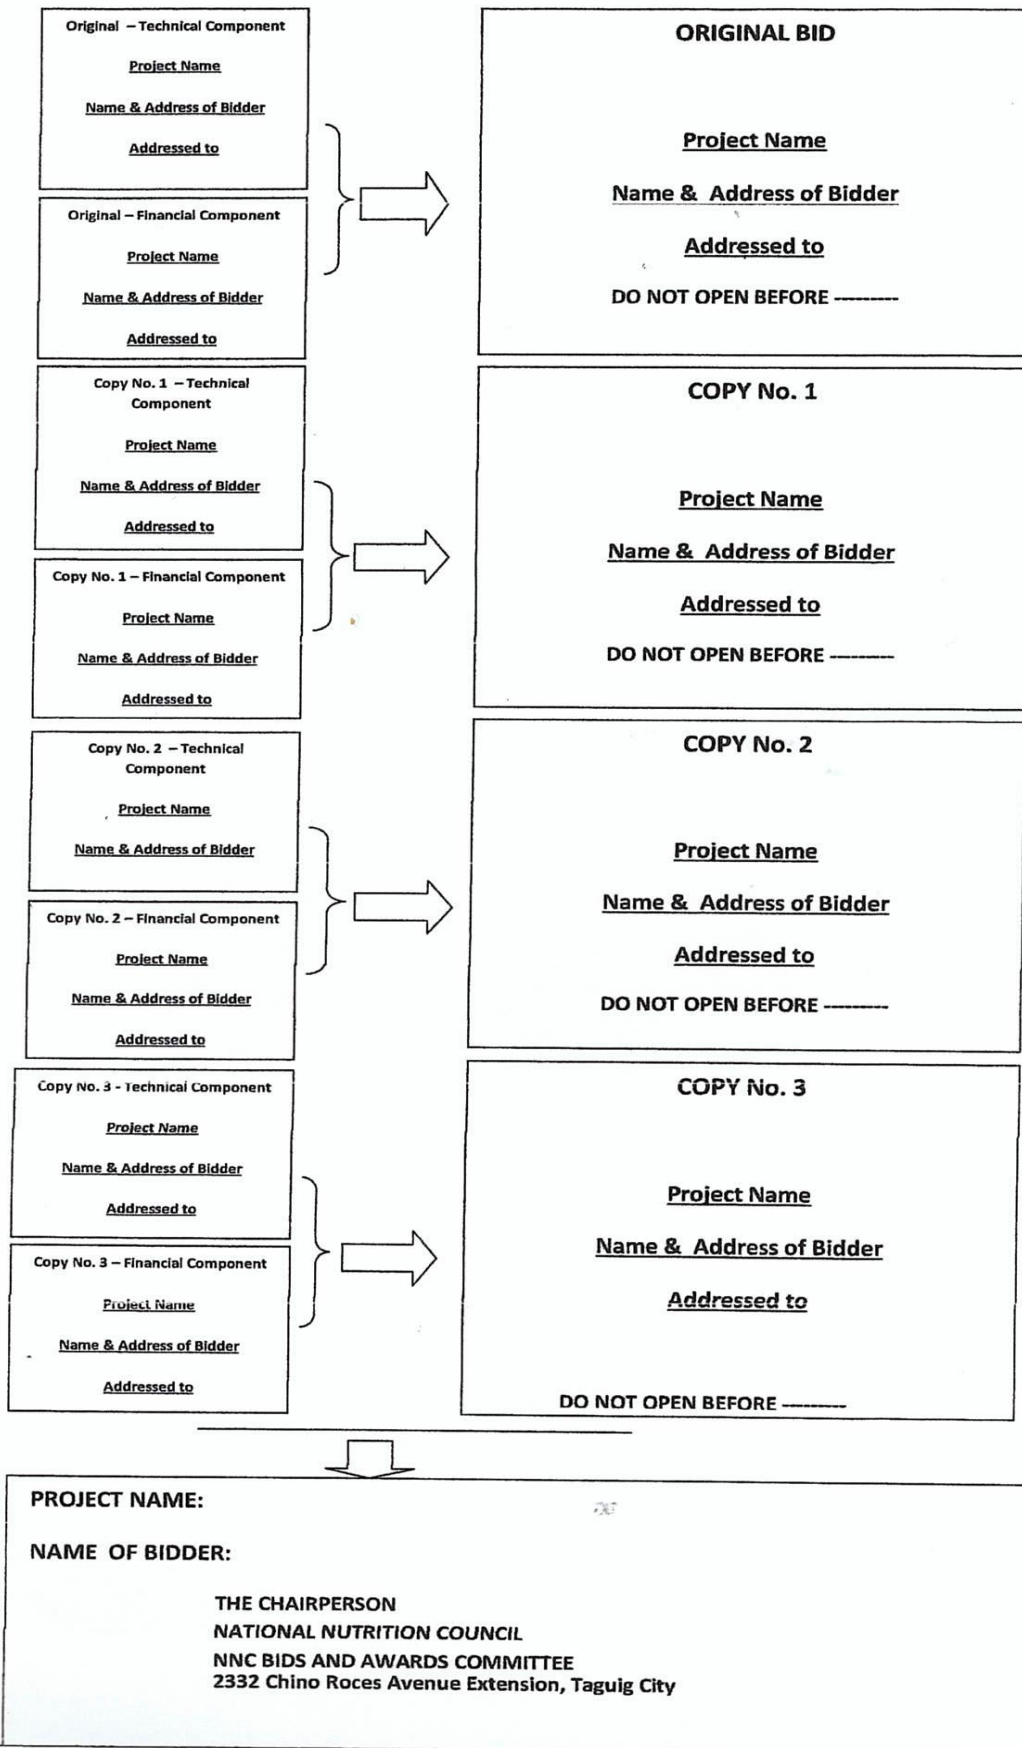 Original – Technical Component
Project Name
Name & Address of Bidder
Addressed to
Original – Financial Component
Project Name
Name & Address of Bidder
Addressed to
ORIGINAL BID
Project Name
Name & Address of Bidder
Addressed to
DO NOT OPEN BEFORE ---------
Copy No. 1 – Technical
Component
Project Name
Name & Address of Bidder
Addressed to
Copy No. 1 – Financial Component
Project Name
Name & Address of Bidder
Addressed to
COPY No. 1
Project Name
Name & Address of Bidder
Addressed to
DO NOT OPEN BEFORE ---------
Copy No. 2 – Technical
Component
Project Name
Name & Address of Bidder
Copy No. 2 – Financial Component
Project Name
Name & Address of Bidder
Addressed to
COPY No. 2
Project Name
Name & Address of Bidder
Addressed to
DO NOT OPEN BEFORE ---------
Copy No. 3 - Technical Component
Project Name
Name & Address of Bidder
Addressed to
Copy No. 3 – Financial Component
Project Name
Name & Address of Bidder
Addressed to
COPY No. 3
Project Name
Name & Address of Bidder
Addressed to
DO NOT OPEN BEFORE ---------
PROJECT NAME:
NAME OF BIDDER:
THE CHAIRPERSON
NATIONAL NUTRITION COUNCIL
NNC BIDS AND AWARDS COMMITTEE
2332 Chino Roces Avenue Extension, Taguig City